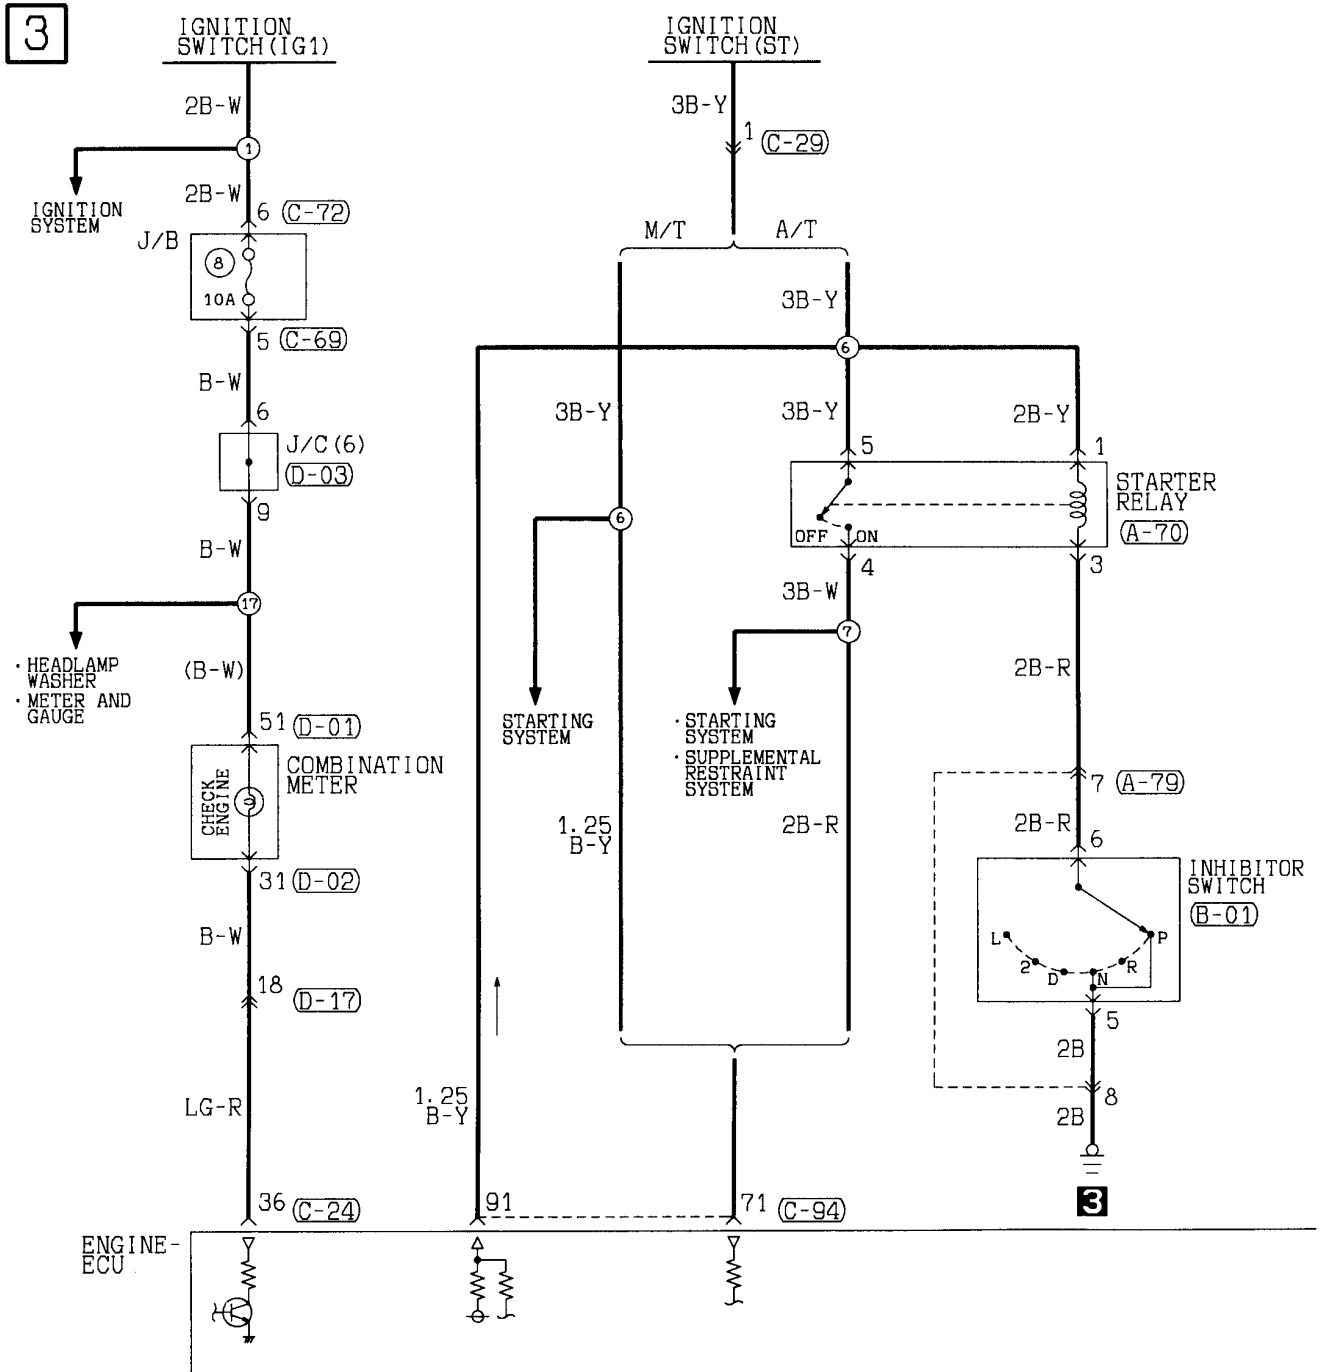 3
IGNITION
SWITCH(IG1)
IGNITION
SWITCH(ST)
2B-W
3B-Y
1
1
(C-29)
IGNITION
SYSTEM
2B-W
6
(C-72)
J/B
M/T
A/T
8
10A
3B-Y
5
(C-69)
6
B-W
3B-Y
3B-Y
2B-Y
6
5
1
J/C(6)
(D-03)
STARTER
RELAY
(A-70)
9
6
OFF
ON
B-W
4
3
3B-W
17
7
· HEADLAMP
WASHER
· METER AND
GAUGE
(B-W)
2B-R
51
(D-01)
STARTING
SYSTEM
· STARTING
SYSTEM
· SUPPLEMENTAL
RESTRAINT
SYSTEM
COMBINATION
METER
CHECK
ENGINE
7
(A-79)
1.25
B-Y
2B-R
2B-R
6
31
(D-02)
INHIBITOR
SWITCH
(B-01)
B-W
L
2
D
N
R
P
18
(D-17)
5
2B
1.25
B-Y
LG-R
8
2B
36
(C-24)
91
71
(C-94)
3
ENGINE-
ECU